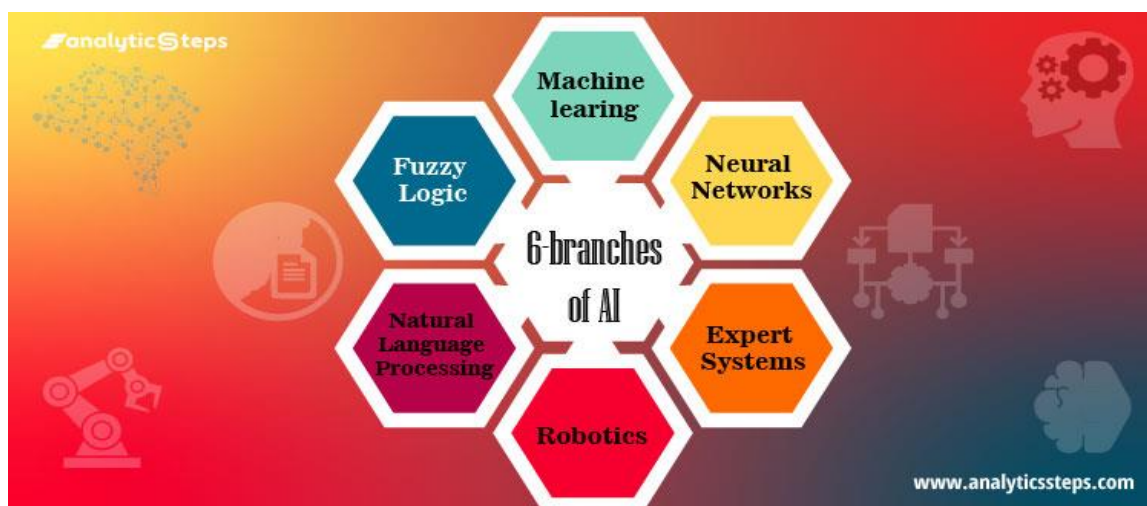 analyticSteps
Machine
learing
Fuzzy
Logic
Neural
Networks
6-branches
of AI
Natural
Language
Processing
Expert
Systems
Robotics
www.analyticssteps.com